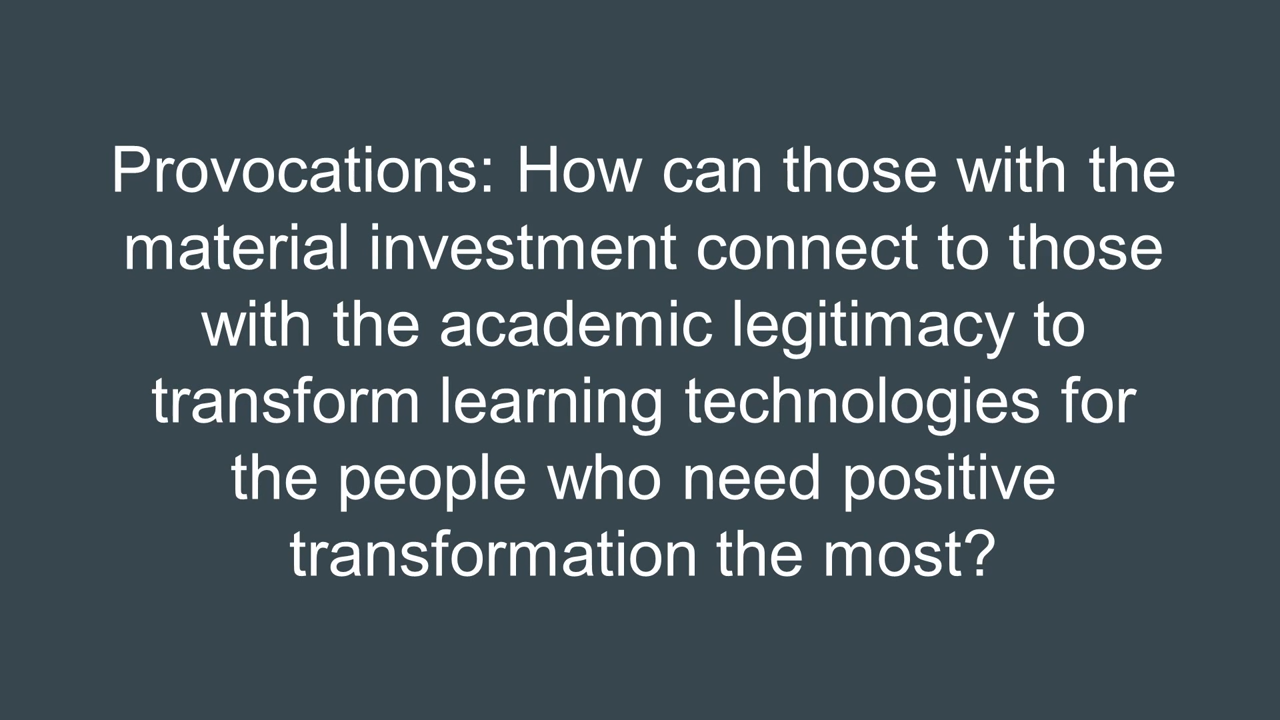 Provocations: How can those with the
material investment connect to those
with the academic legitimacy to
transform learning technologies for
the people who need positive
transformation the most?